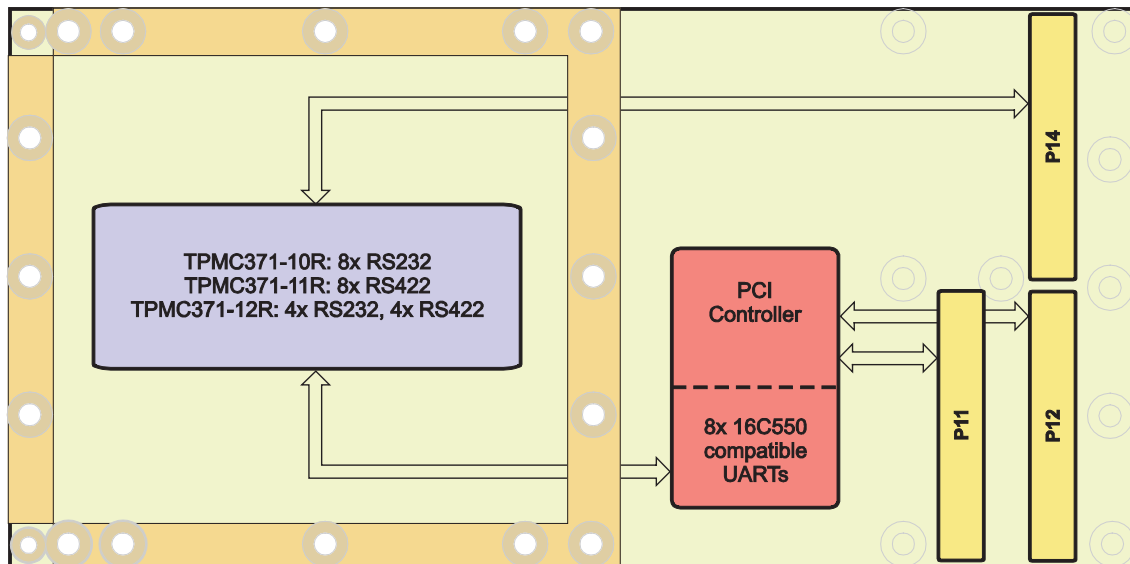 TPMC371-10R: 8x RS232
TPMC371-11R: 8x RS422
TPMC371-12R: 4x RS232, 4x RS422
PCI
Controller
8x 16C550
compatible
UARTs
P14
P11
P12